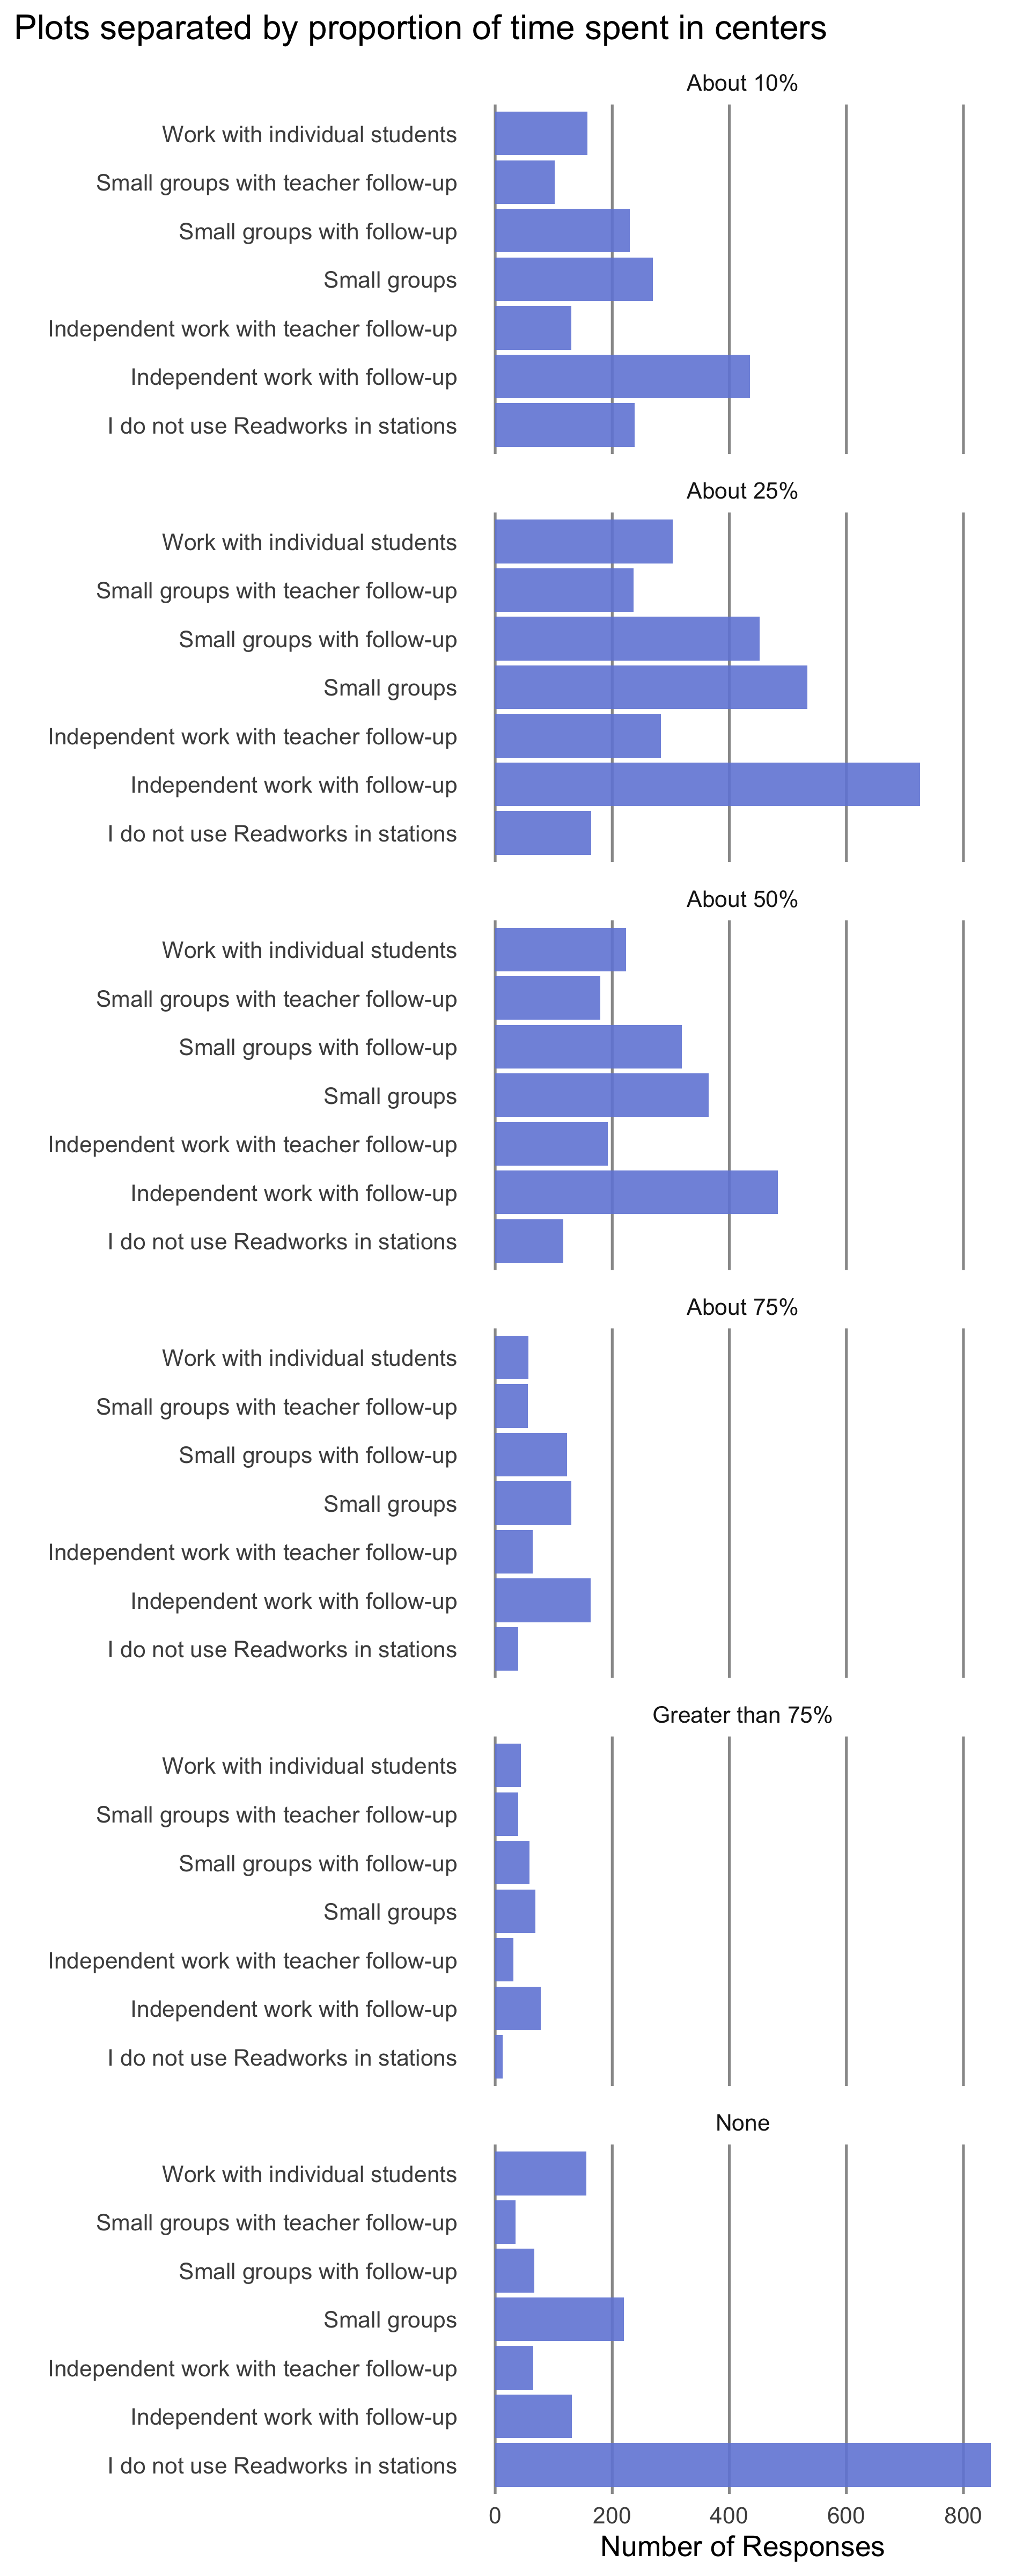 Plots separated by proportion of time spent in centers
About 10%
Work with individual students
Small groups with teacher follow-up
Small groups with follow-up
Small groups
Independent work with teacher follow-up
Independent work with follow-up
I do not use Readworks in stations
About 25%
Work with individual students
Small groups with teacher follow-up
Small groups with follow-up
Small groups
Independent work with teacher follow-up
Independent work with follow-up
I do not use Readworks in stations
About 50%
Work with individual students
Small groups with teacher follow-up
Small groups with follow-up
Small groups
Independent work with teacher follow-up
Independent work with follow-up
I do not use Readworks in stations
About 75%
Work with individual students
Small groups with teacher follow-up
Small groups with follow-up
Small groups
Independent work with teacher follow-up
Independent work with follow-up
I do not use Readworks in stations
Greater than 75%
Work with individual students
Small groups with teacher follow-up
Small groups with follow-up
Small groups
Independent work with teacher follow-up
Independent work with follow-up
I do not use Readworks in stations
None
Work with individual students
Small groups with teacher follow-up
Small groups with follow-up
Small groups
Independent work with teacher follow-up
Independent work with follow-up
I do not use Readworks in stations
0 200 400 600 800
Number of Responses